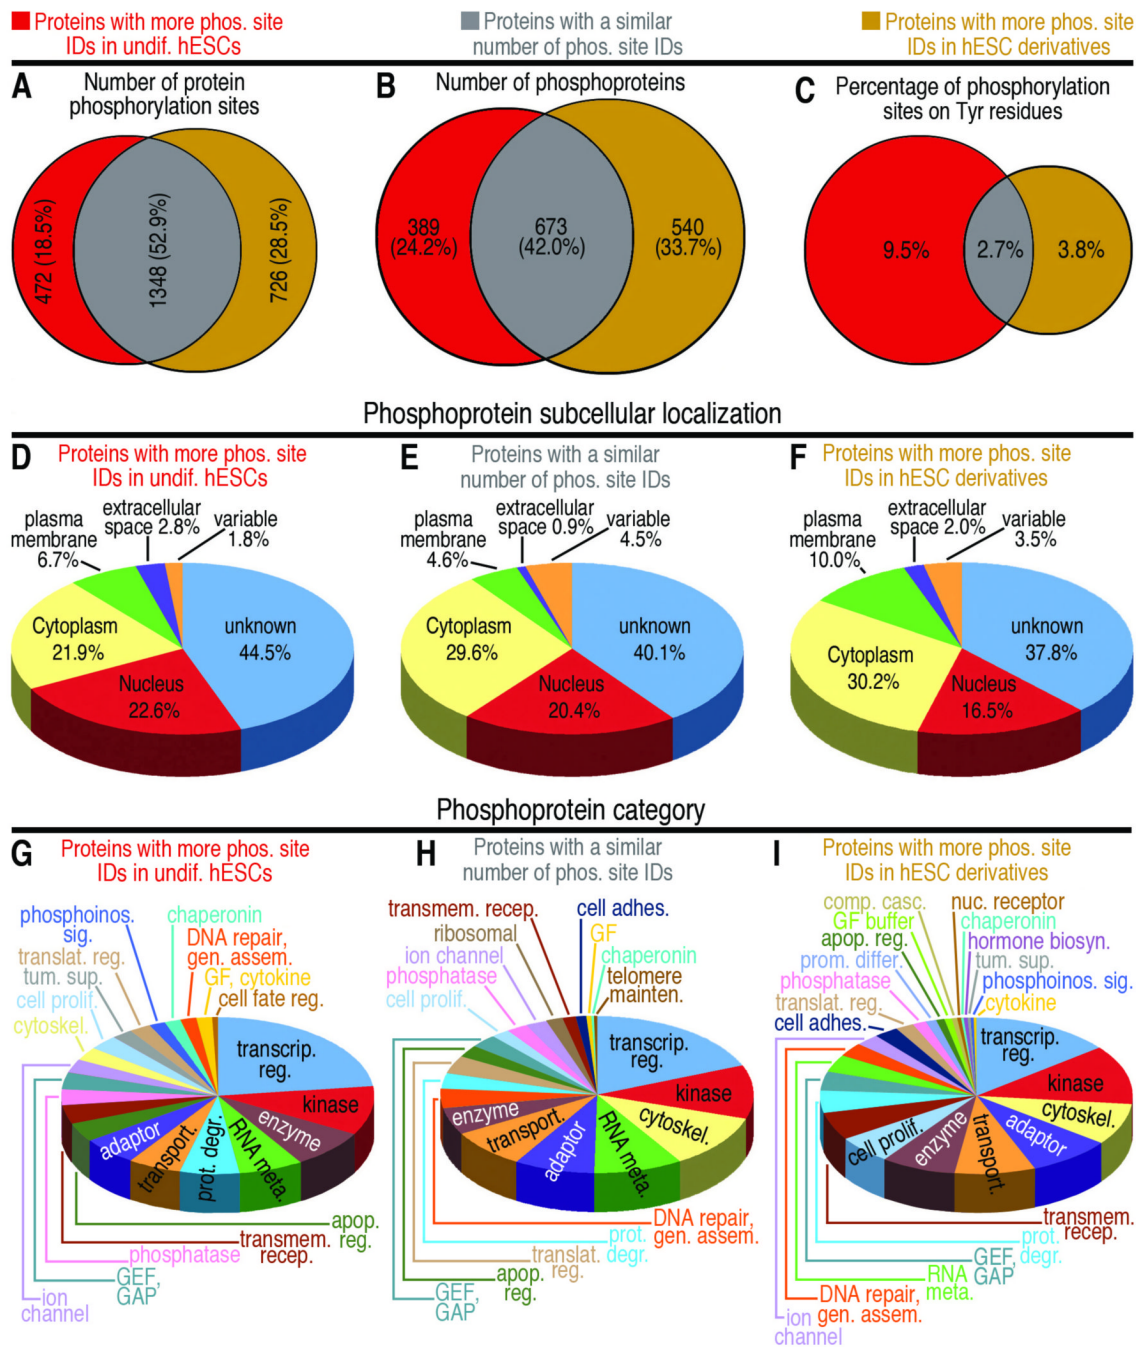 Proteins with more phos. site
IDs in undif. hESCs
Proteins with a similar
number of phos. site IDs
Proteins with more phos. site
IDs in hESC derivatives
A
Number of protein
phosphorylation sites
472 (18.5%)
1348 (52.9%)
726 (28.5%)
B
Number of phosphoproteins
389
(24.2%)
673
(42.0%)
540
(33.7%)
C
Percentage of phosphorylation
sites on Tyr residues
9.5%
2.7%
3.8%
Phosphoprotein subcellular localization
D
Proteins with more phos. site
IDs in undif. hESCs
plasma
membrane
6.7%
extracellular
space 2.8%
variable
1.8%
Cytoplasm
21.9%
unknown
44.5%
Nucleus
22.6%
E
Proteins with a similar
number of phos. site IDs
plasma
membrane
4.6%
extracellular
space 0.9%
variable
4.5%
Cytoplasm
29.6%
unknown
40.1%
Nucleus
20.4%
F
Proteins with more phos. site
IDs in hESC derivatives
plasma
membrane
10.0%
extracellular
space 2.0%
variable
3.5%
Cytoplasm
30.2%
unknown
37.8%
Nucleus
16.5%
Phosphoprotein category
G
Proteins with more phos. site
IDs in undif. hESCs
phosphoinos.
sig.
chaperonin
translat. reg.
DNA repair,
gen. assem.
tum. sup.
GF, cytokine
cell prolif.
cell fate reg.
cytoskel.
transcrip.
reg.
kinase
enzyme
RNA meta.
prot. degr.
transport.
adaptor
apop.
reg.
transmem.
recep.
phosphatase
GEF,
GAP
ion
channel
H
Proteins with a similar
number of phos. site IDs
transmem. recep.
cell adhes.
ribosomal
GF
ion channel
chaperonin
phosphatase
telomere
mainten.
cell prolif.
transcrip.
reg.
kinase
cytoskel.
RNA meta.
adaptor
transport.
enzyme
DNA repair,
gen. assem.
prot.
degr.
translat.
reg.
apop.
reg.
GEF,
GAP
I
Proteins with more phos. site
IDs in hESC derivatives
comp. casc.
nuc. receptor
GF buffer
chaperonin
apop. reg.
hormone biosyn.
prom. differ.
tum. sup.
phosphatase
phosphoinos. sig.
translat. reg.
cytokine
cell adhes.
transcrip.
reg.
kinase
cytoskel.
adaptor
transport.
enzyme
cell prolif.
transmem.
recep.
prot.
degr.
GEF,
GAP
RNA
meta.
DNA repair,
gen. assem.
ion
channel